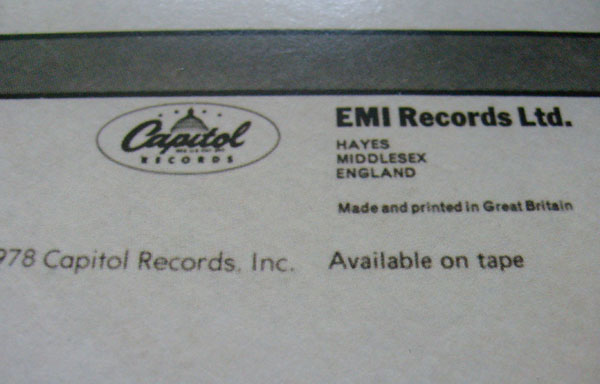 Capitol
RECORDS
EMI Records Ltd.
HAYES
MIDDLESEX
ENGLAND
Made and printed in Great Britain
978 Capitol Records, Inc.
Available on tape